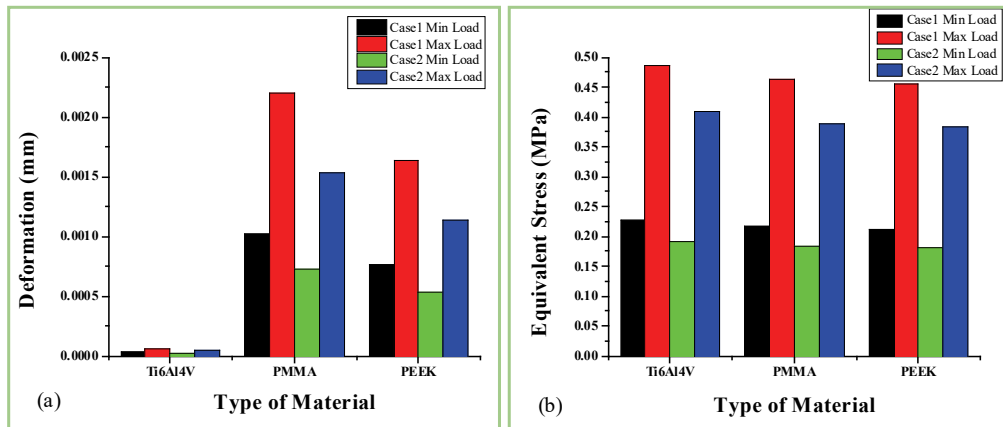 Case1 Min Load
Case1 Max Load
Case2 Min Load
Case2 Max Load
0.0025
0.0020
0.0015
0.0010
0.0005
0.0000
Deformation (mm)
Ti6Al4V PMMA PEEK
(a) Type of Material
Case1 Min Load
Case1 Max Load
Case2 Min Load
Case2 Max Load
0.50
0.45
0.40
0.35
0.30
0.25
0.20
0.15
0.10
0.05
0.00
Equivalent Stress (MPa)
Ti6Al4V PMMA PEEK
(b) Type of Material